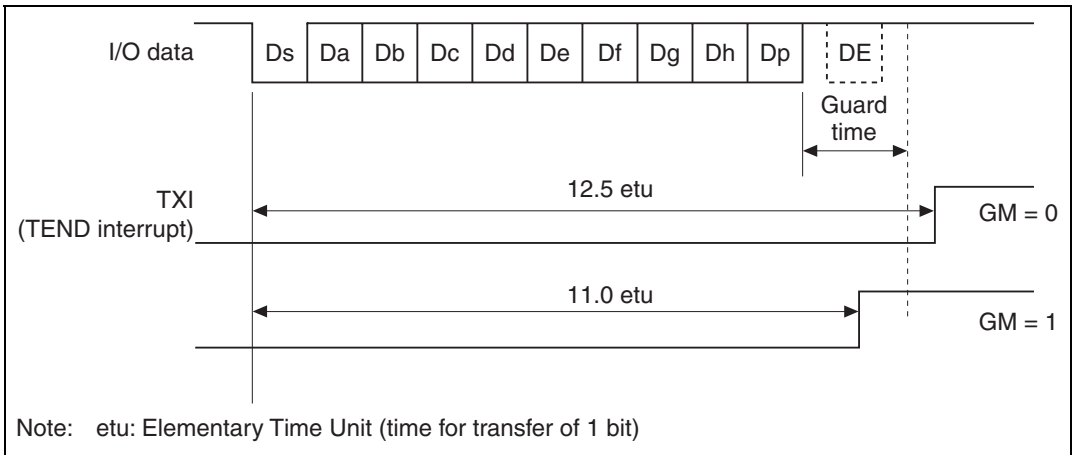 I/O data
Ds Da Db Dc Dd De Df Dg Dh Dp DE
Guard
time
TXI
(TEND interrupt)
12.5 etu
GM = 0
11.0 etu
GM = 1
Note: etu: Elementary Time Unit (time for transfer of 1 bit)